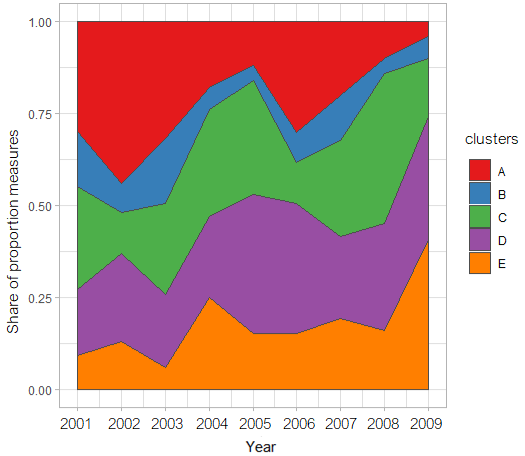 1.00
0.75
0.50
0.25
0.00
Share of proportion measures
2001 2002 2003 2004 2005 2006 2007 2008 2009
Year
clusters
A
B
C
D
E